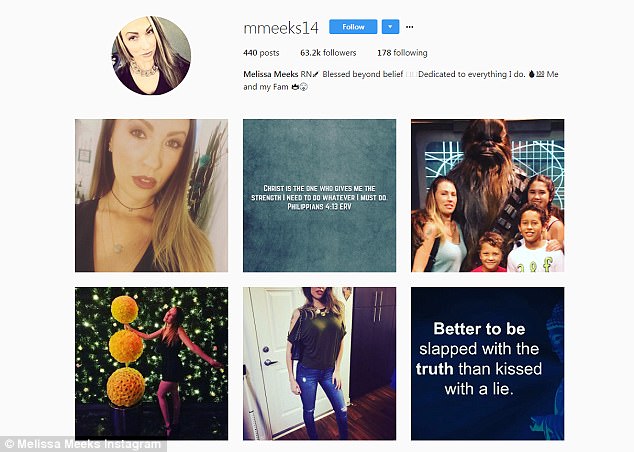 mmeeks14 Follow
440 posts 63.2k followers 178 following
Melissa Meeks RN Blessed beyond belief Dedicated to everything I do. 💯 Me
and my Fam
CHRIST IS THE ONE WHO GIVES ME THE
STRENGTH I NEED TO DO WHATEVER I MUST DO.
PHILIPPIANS 4:13 ERV
Better to be
slapped with the
truth than kissed
with a lie.
© Melissa Meeks Instagram